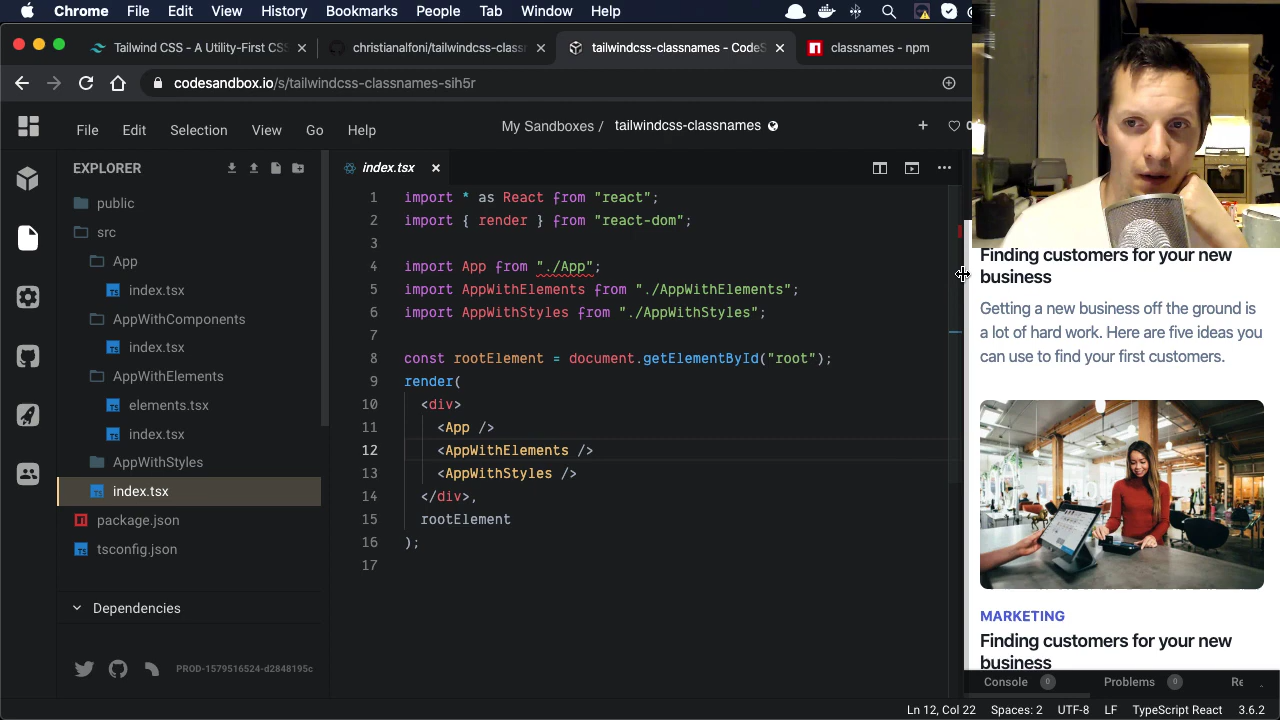 Chrome File Edit View History Bookmarks People Tab Window Help
Tailwind CSS - A Utility-First CS
christianalfoni/tailwindcss-class
tailwindcss-classnames - CodeS
classnames - npm
codesandbox.io/s/tailwindcss-classnames-sih5r
File Edit Selection View Go Help
My Sandboxes / tailwindcss-classnames
EXPLORER
public
src
App
index.tsx
AppWithComponents
index.tsx
AppWithElements
elements.tsx
index.tsx
AppWithStyles
index.tsx
package.json
tsconfig.json
Dependencies
PROD-1579516524-d2848195c
index.tsx
1 import * as React from "react";
2 import { render } from "react-dom";
3
4 import App from "./App";
5 import AppWithElements from "./AppWithElements";
6 import AppWithStyles from "./AppWithStyles";
7
8 const rootElement = document.getElementById("root");
9 render(
10 <div>
11 <App />
12 <AppWithElements />
13 <AppWithStyles />
14 </div>,
15 rootElement
16 );
17
Finding customers for your new
business
Getting a new business off the ground is
a lot of hard work. Here are five ideas you
can use to find your first customers.
MARKETING
Finding customers for your new
business
Console 0 Problems 0 Re
Ln 12, Col 22 Spaces: 2 UTF-8 LF TypeScript React 3.6.2